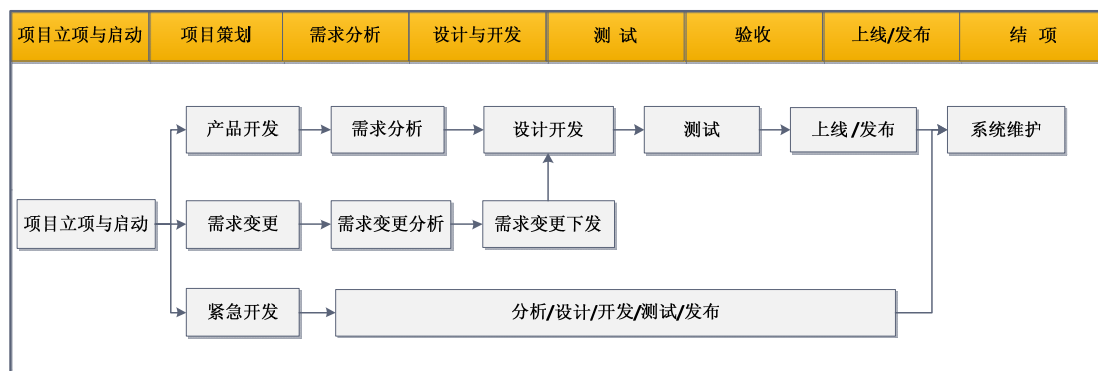 项目立项与启动 项目策划 需求分析 设计与开发 测 试 验收 上线/发布 结 项
产品开发 需求分析 设计开发 测试 上线/发布 系统维护
项目立项与启动 需求变更 需求变更分析 需求变更下发
紧急开发 分析/设计/开发/测试/发布